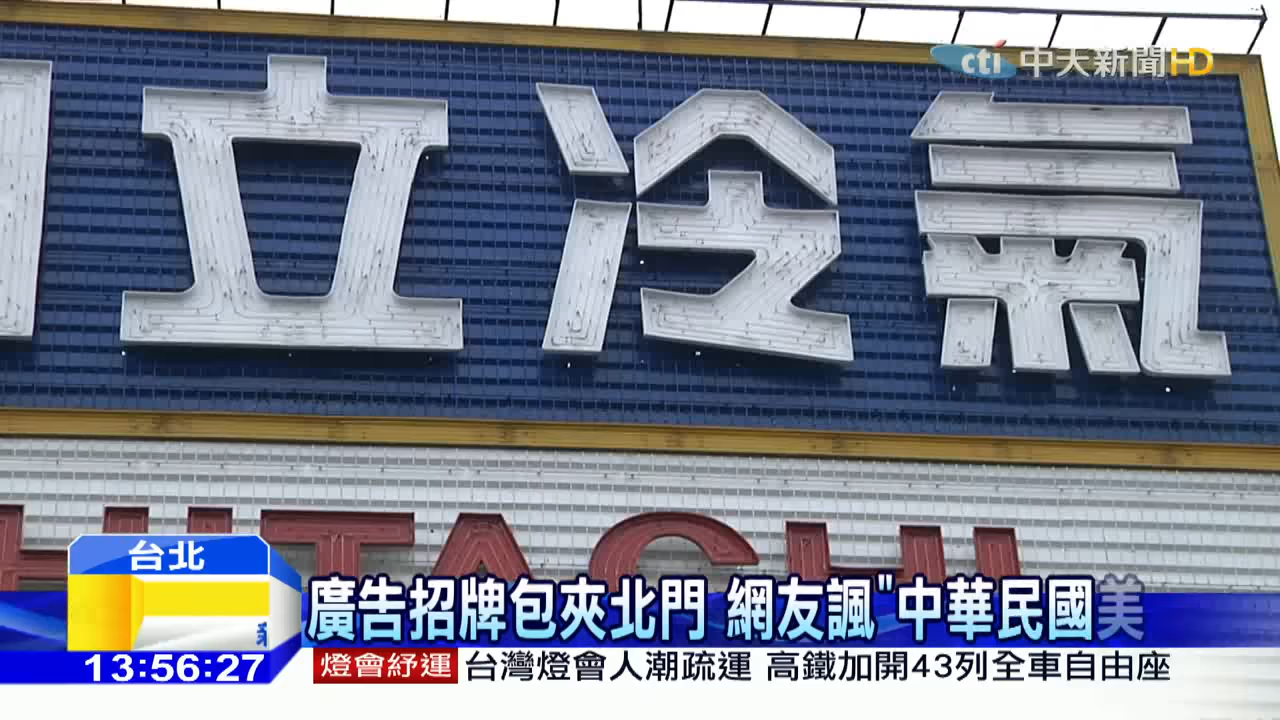 cti 中天新聞HD
立冷氣
HITACHI
台北
廣告招牌包夾北門 網友諷"中華民國美
13:56:27
燈會紓運 台灣燈會人潮疏運 高鐵加開43列全車自由座